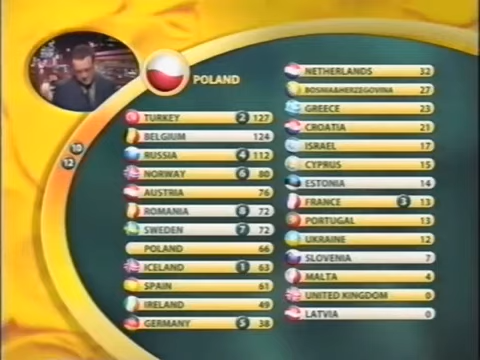 POLAND
10
12
TURKEY 2 127
BELGIUM 124
RUSSIA 4 112
NORWAY 6 80
AUSTRIA 76
ROMANIA 8 72
SWEDEN 7 72
POLAND 66
ICELAND 1 63
SPAIN 61
IRELAND 49
GERMANY 5 38
NETHERLANDS 32
BOSNIA&HERZEGOVINA 27
GREECE 23
CROATIA 21
ISRAEL 17
CYPRUS 15
ESTONIA 14
FRANCE 3 13
PORTUGAL 13
UKRAINE 12
SLOVENIA 7
MALTA 4
UNITED KINGDOM 0
LATVIA 0